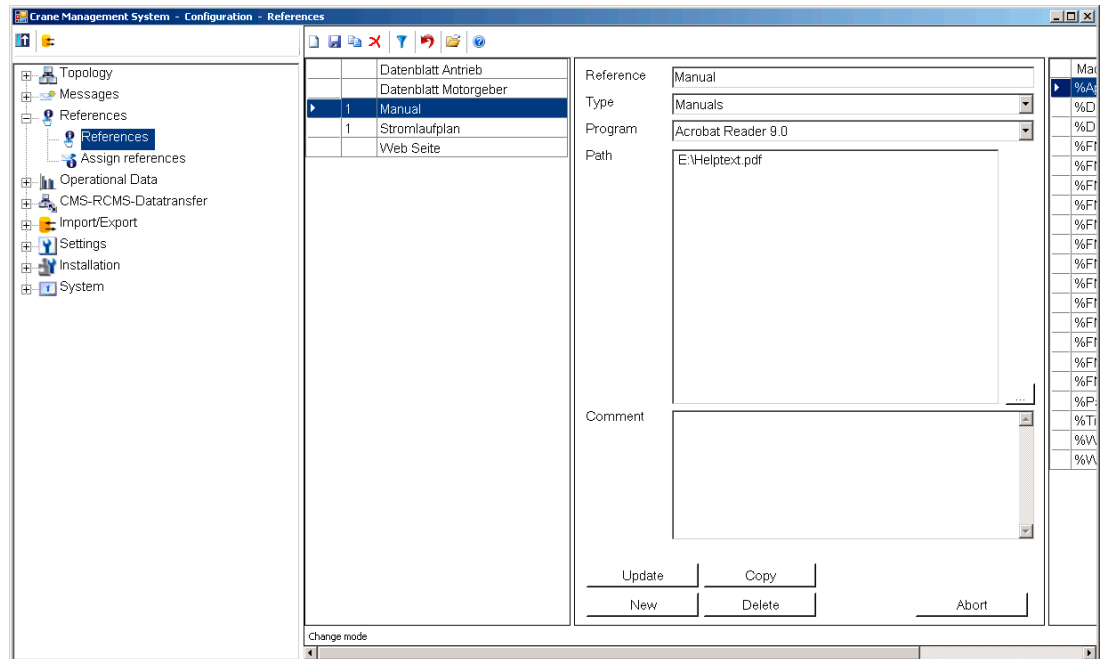 Crane Management System - Configuration - References
Topology
Messages
References
References
Assign references
Operational Data
CMS-RCMS-Datatransfer
Import/Export
Settings
Installation
System
Datenblatt Antrieb
Datenblatt Motorgeber
1 Manual
1 Stromlaufplan
Web Seite
Reference Manual
Type Manuals
Program Acrobat Reader 9.0
Path E:\Helptext.pdf
...
Comment
Update Copy
New Delete Abort
%D
%D
Change mode